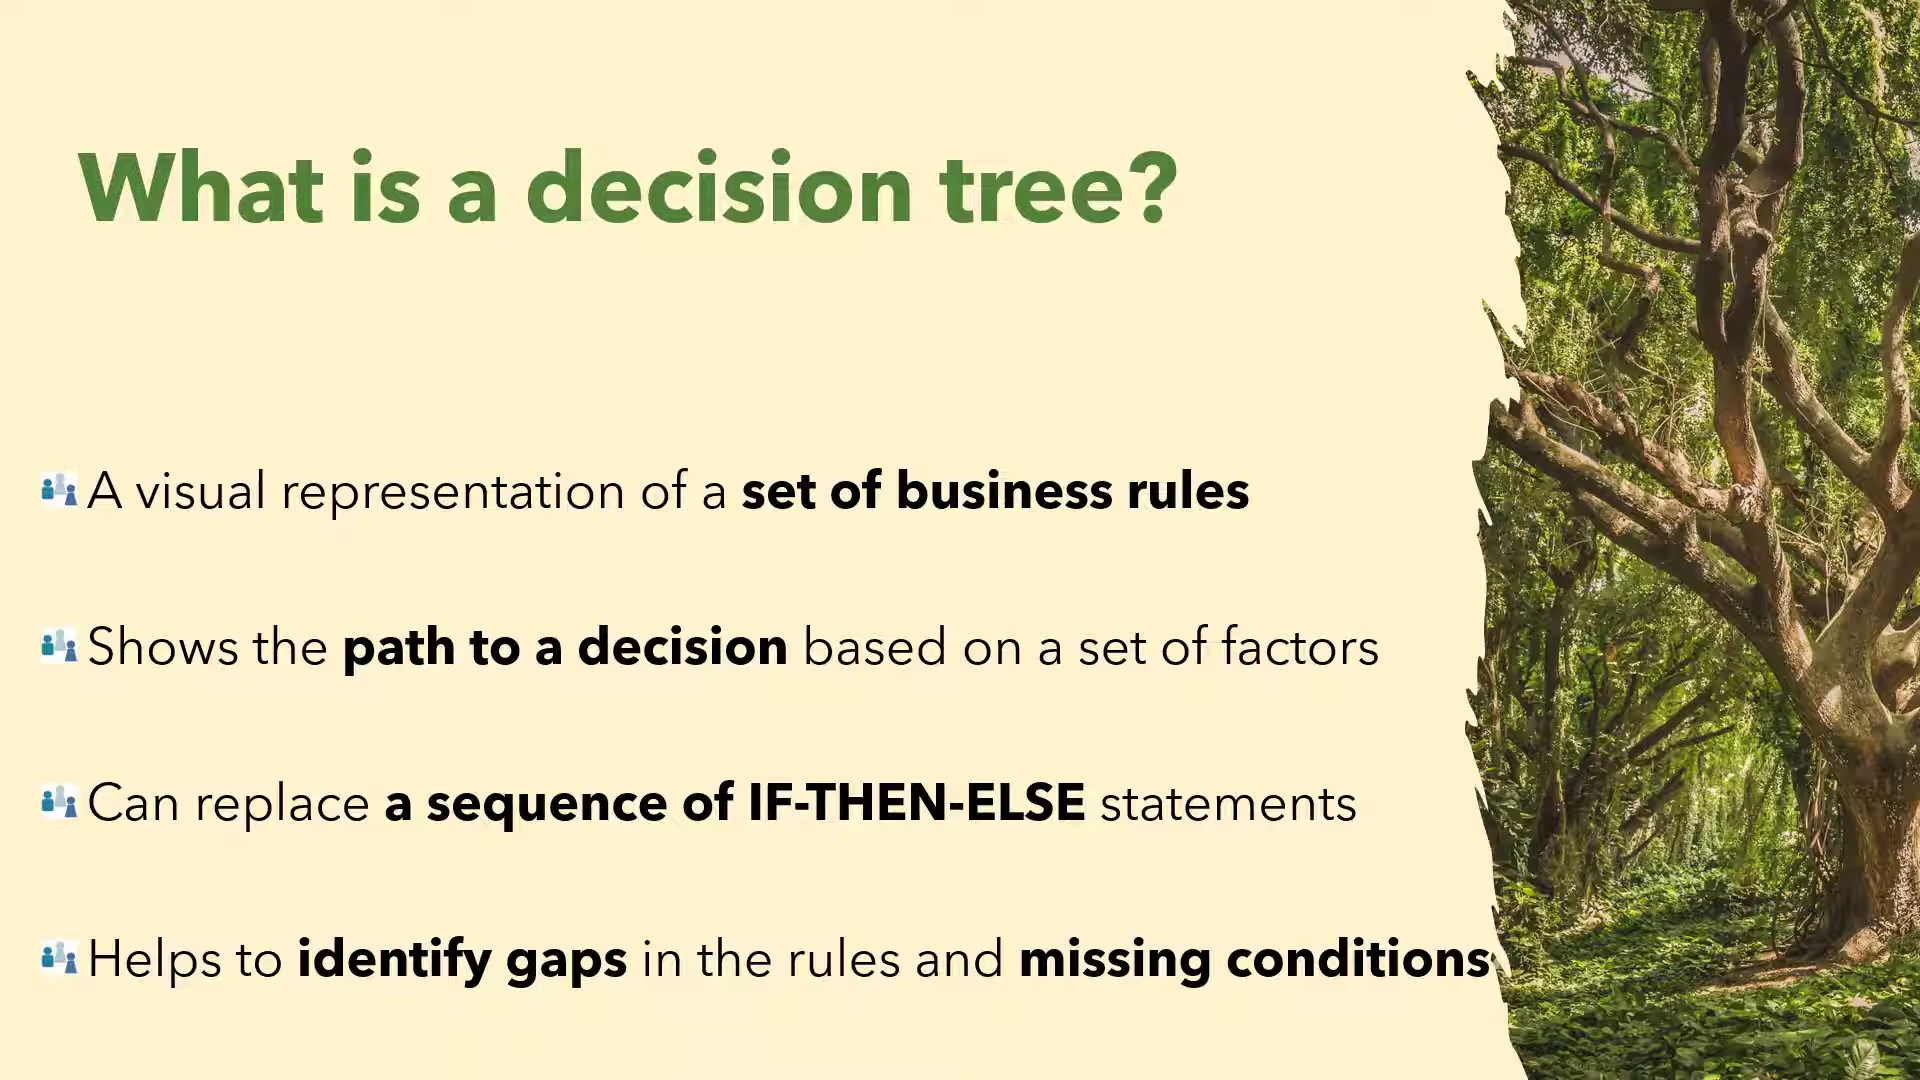 What is a decision tree?
A visual representation of a set of business rules
Shows the path to a decision based on a set of factors
Can replace a sequence of IF-THEN-ELSE statements
Helps to identify gaps in the rules and missing conditions